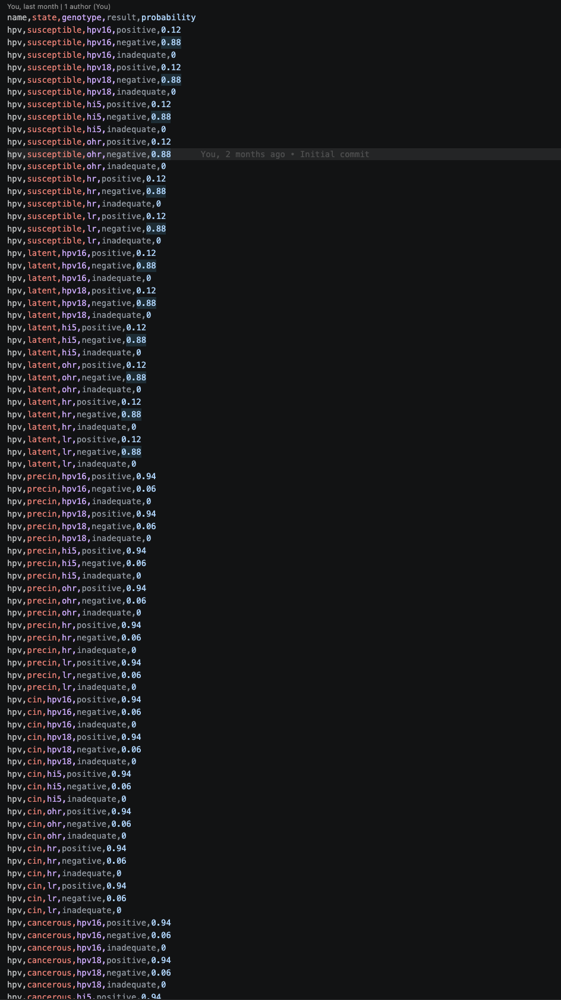 You, last month | 1 author (You)
name,state,genotype,result,probability
hpv,susceptible,hpv16,positive,0.12
hpv,susceptible,hpv16,negative,0.88
hpv,susceptible,hpv16,inadequate,0
hpv,susceptible,hpv18,positive,0.12
hpv,susceptible,hpv18,negative,0.88
hpv,susceptible,hpv18,inadequate,0
hpv,susceptible,hi5,positive,0.12
hpv,susceptible,hi5,negative,0.88
hpv,susceptible,hi5,inadequate,0
hpv,susceptible,ohr,positive,0.12
hpv,susceptible,ohr,negative,0.88 You, 2 months ago • Initial commit
hpv,susceptible,ohr,inadequate,0
hpv,susceptible,hr,positive,0.12
hpv,susceptible,hr,negative,0.88
hpv,susceptible,hr,inadequate,0
hpv,susceptible,lr,positive,0.12
hpv,susceptible,lr,negative,0.88
hpv,susceptible,lr,inadequate,0
hpv,latent,hpv16,positive,0.12
hpv,latent,hpv16,negative,0.88
hpv,latent,hpv16,inadequate,0
hpv,latent,hpv18,positive,0.12
hpv,latent,hpv18,negative,0.88
hpv,latent,hpv18,inadequate,0
hpv,latent,hi5,positive,0.12
hpv,latent,hi5,negative,0.88
hpv,latent,hi5,inadequate,0
hpv,latent,ohr,positive,0.12
hpv,latent,ohr,negative,0.88
hpv,latent,ohr,inadequate,0
hpv,latent,hr,positive,0.12
hpv,latent,hr,negative,0.88
hpv,latent,hr,inadequate,0
hpv,latent,lr,positive,0.12
hpv,latent,lr,negative,0.88
hpv,latent,lr,inadequate,0
hpv,precin,hpv16,positive,0.94
hpv,precin,hpv16,negative,0.06
hpv,precin,hpv16,inadequate,0
hpv,precin,hpv18,positive,0.94
hpv,precin,hpv18,negative,0.06
hpv,precin,hpv18,inadequate,0
hpv,precin,hi5,positive,0.94
hpv,precin,hi5,negative,0.06
hpv,precin,hi5,inadequate,0
hpv,precin,ohr,positive,0.94
hpv,precin,ohr,negative,0.06
hpv,precin,ohr,inadequate,0
hpv,precin,hr,positive,0.94
hpv,precin,hr,negative,0.06
hpv,precin,hr,inadequate,0
hpv,precin,lr,positive,0.94
hpv,precin,lr,negative,0.06
hpv,precin,lr,inadequate,0
hpv,cin,hpv16,positive,0.94
hpv,cin,hpv16,negative,0.06
hpv,cin,hpv16,inadequate,0
hpv,cin,hpv18,positive,0.94
hpv,cin,hpv18,negative,0.06
hpv,cin,hpv18,inadequate,0
hpv,cin,hi5,positive,0.94
hpv,cin,hi5,negative,0.06
hpv,cin,hi5,inadequate,0
hpv,cin,ohr,positive,0.94
hpv,cin,ohr,negative,0.06
hpv,cin,ohr,inadequate,0
hpv,cin,hr,positive,0.94
hpv,cin,hr,negative,0.06
hpv,cin,hr,inadequate,0
hpv,cin,lr,positive,0.94
hpv,cin,lr,negative,0.06
hpv,cin,lr,inadequate,0
hpv,cancerous,hpv16,positive,0.94
hpv,cancerous,hpv16,negative,0.06
hpv,cancerous,hpv16,inadequate,0
hpv,cancerous,hpv18,positive,0.94
hpv,cancerous,hpv18,negative,0.06
hpv,cancerous,hpv18,inadequate,0
hpv,cancerous,hi5,positive,0.94